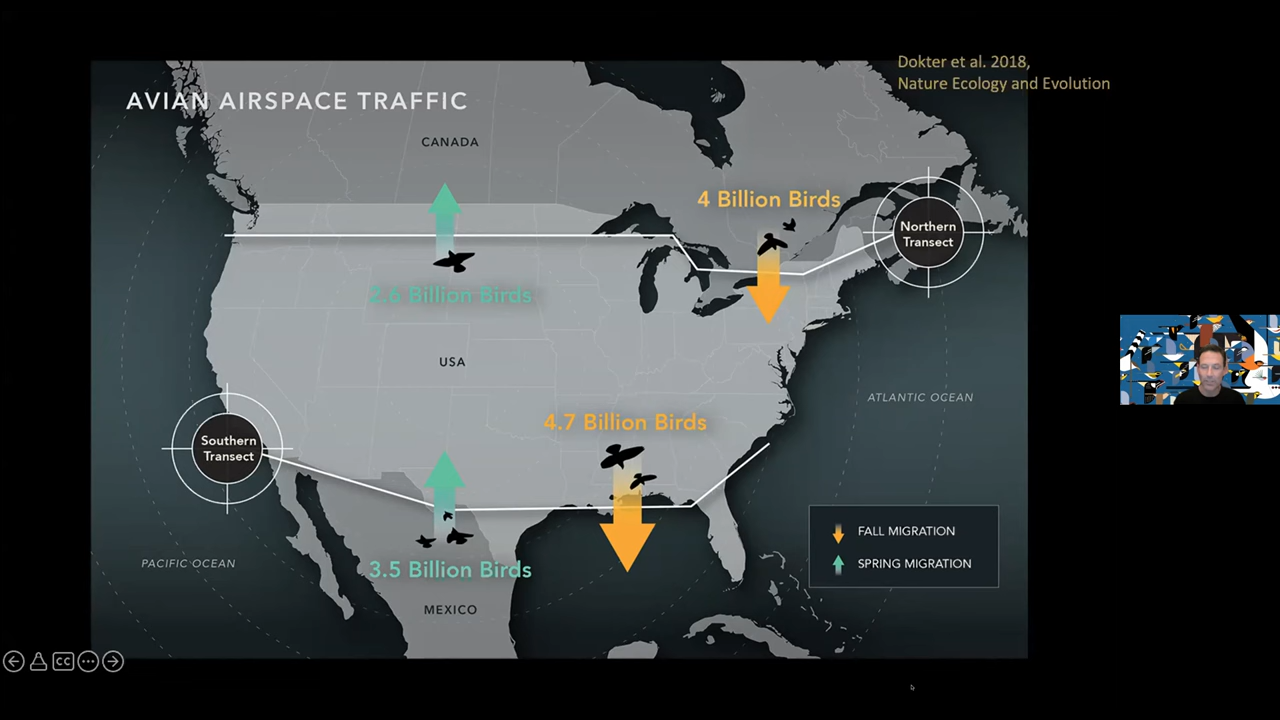 Dokter et al. 2018,
Nature Ecology and Evolution
AVIAN AIRSPACE TRAFFIC
CANADA
4 Billion Birds
Northern
Transect
2.6 Billion Birds
USA
ATLANTIC OCEAN
4.7 Billion Birds
Southern
Transect
FALL MIGRATION
PACIFIC OCEAN
SPRING MIGRATION
3.5 Billion Birds
MEXICO
CC